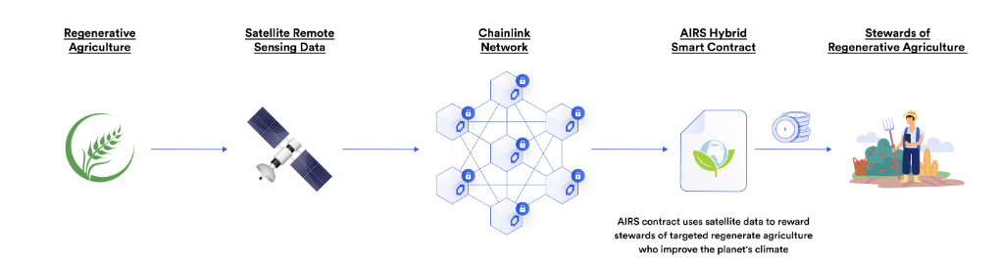 Regenerative
Agriculture
Satellite Remote
Sensing Data
Chainlink
Network
AIRS Hybrid
Smart Contract
Stewards of
Regenerative Agriculture
AIRS contract uses satellite data to reward
stewards of targeted regenerate agriculture
who improve the planet's climate